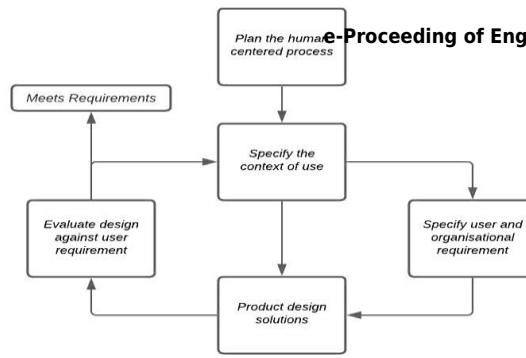 Plan the human
centered process
e-Proceeding of Eng
Meets Requirements
Specify the
context of use
Evaluate design
against user
requirement
Specify user and
organisational
requirement
Product design
solutions